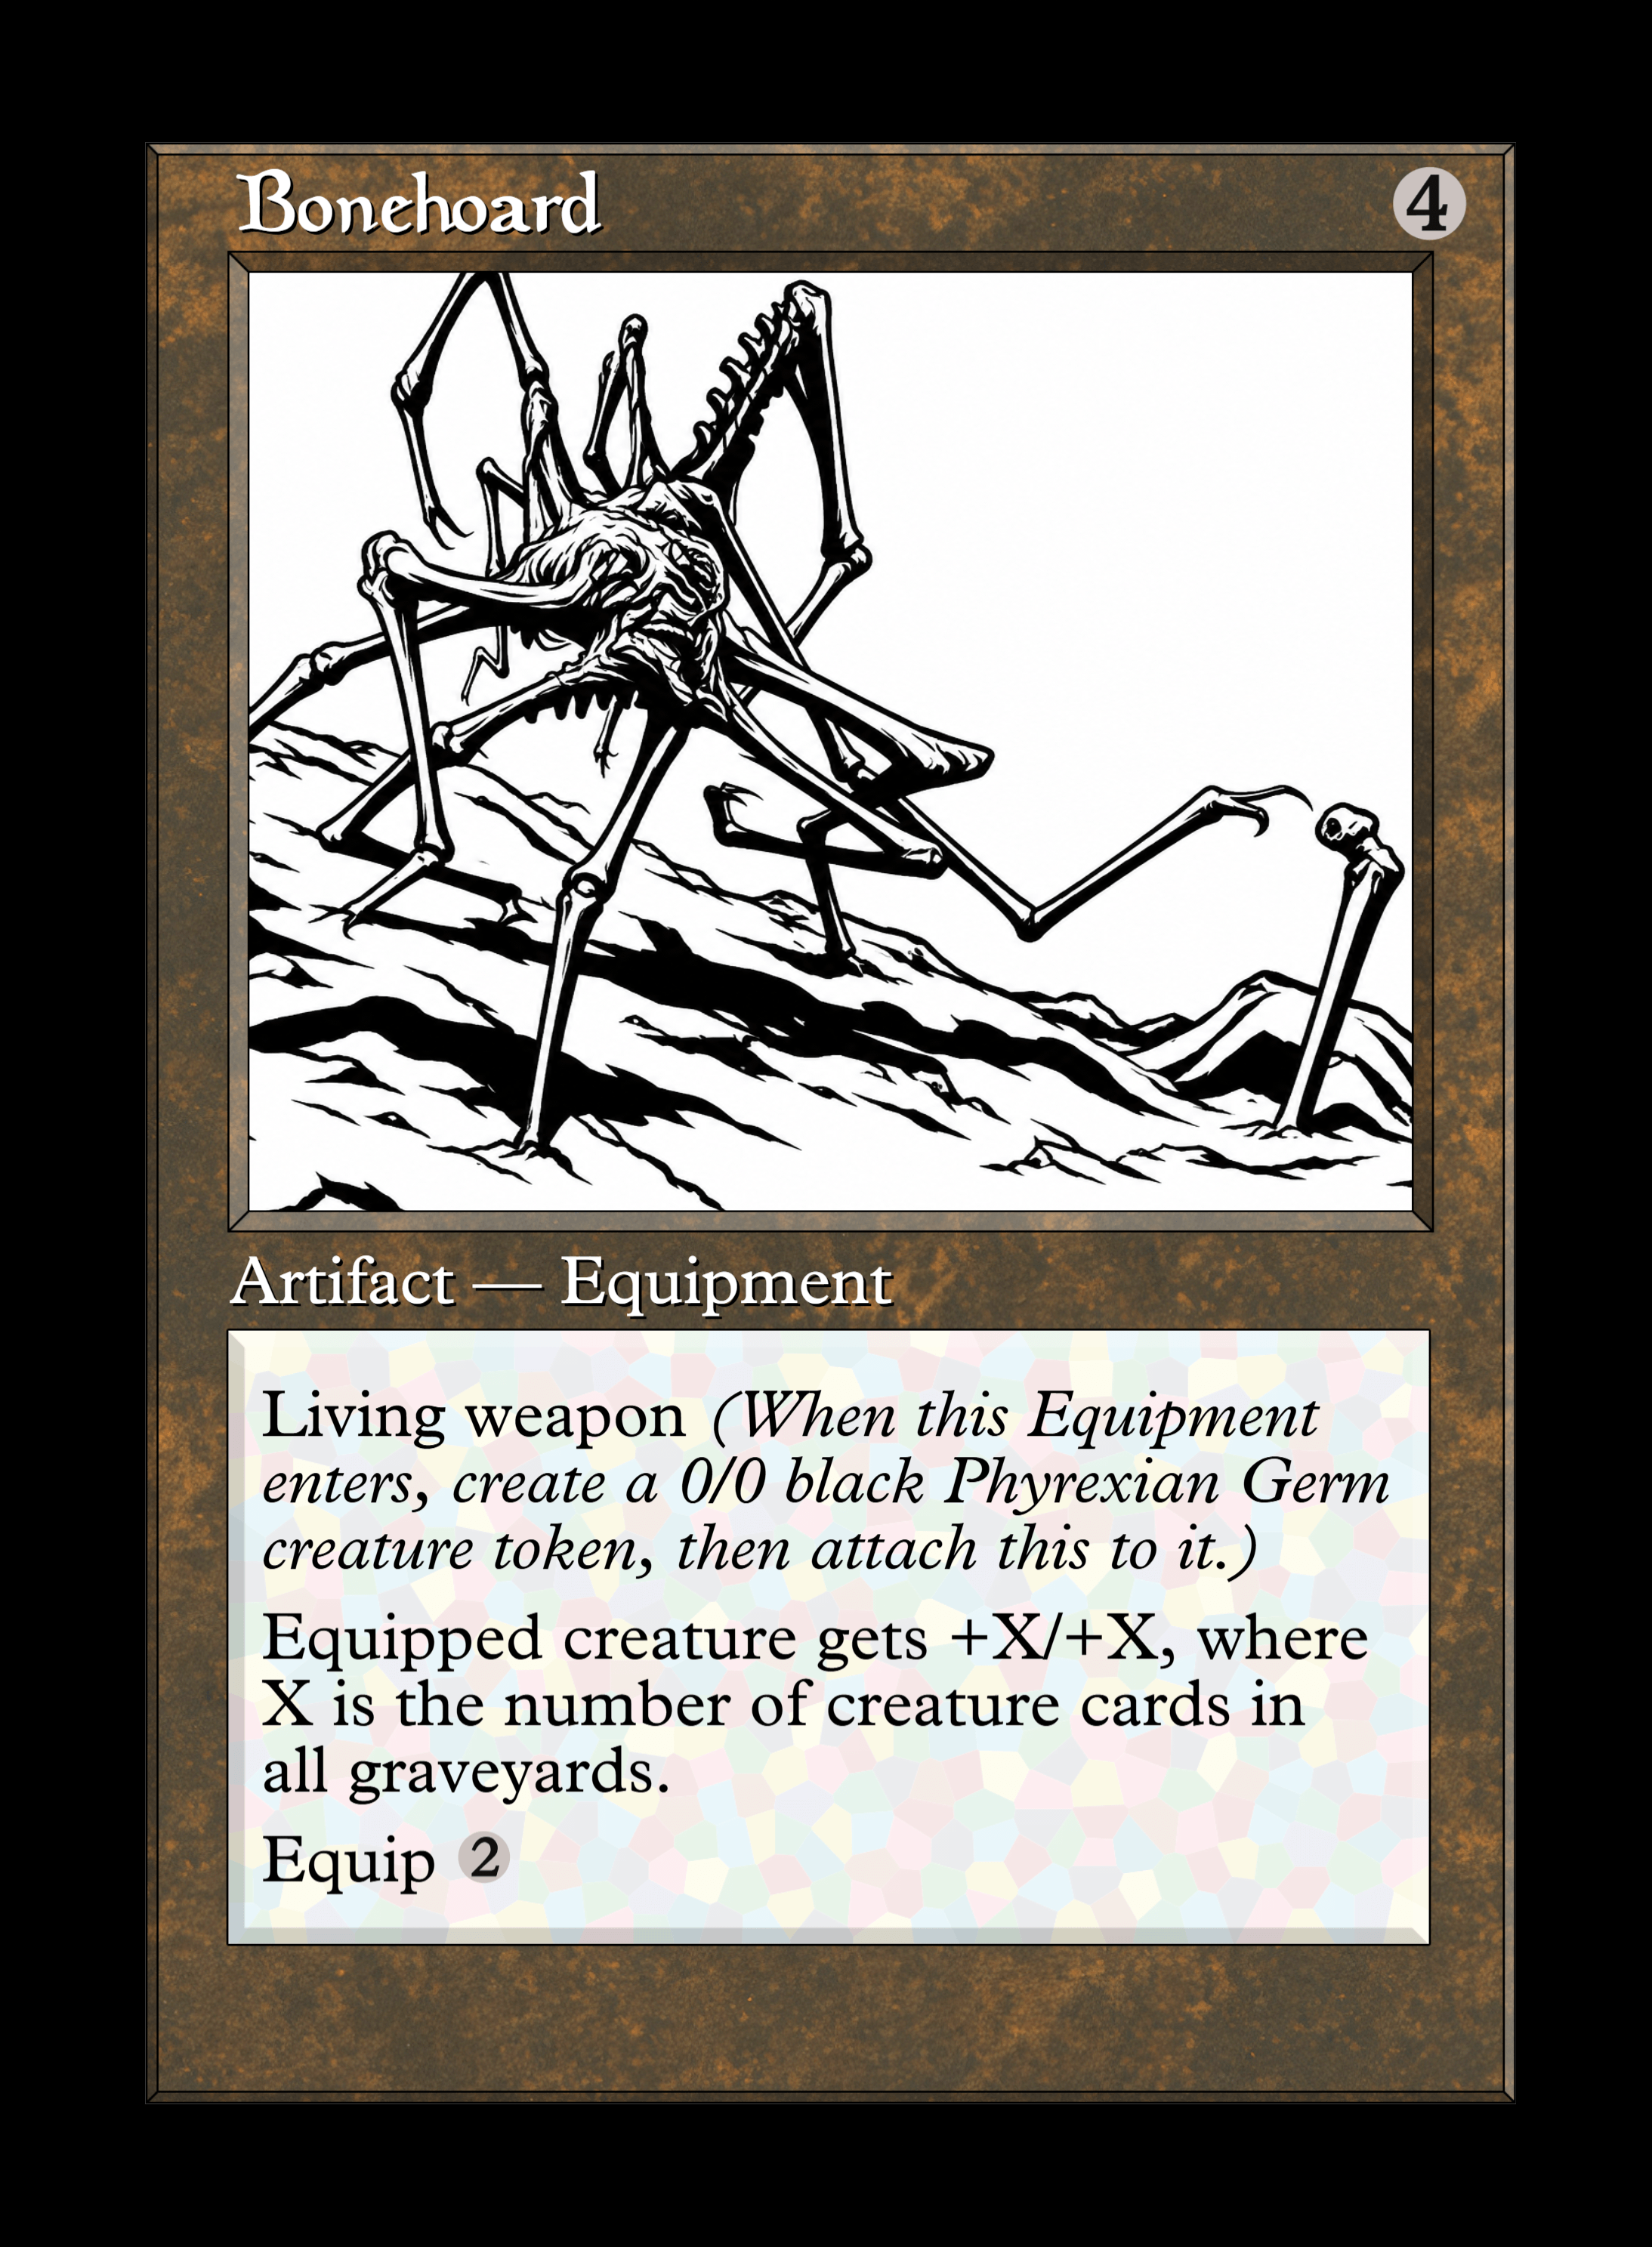 Bonehoard 4
Artifact — Equipment
Living weapon (When this Equipment
enters, create a 0/0 black Phyrexian Germ
creature token, then attach this to it.)
Equipped creature gets +X/+X, where
X is the number of creature cards in
all graveyards.
Equip 2